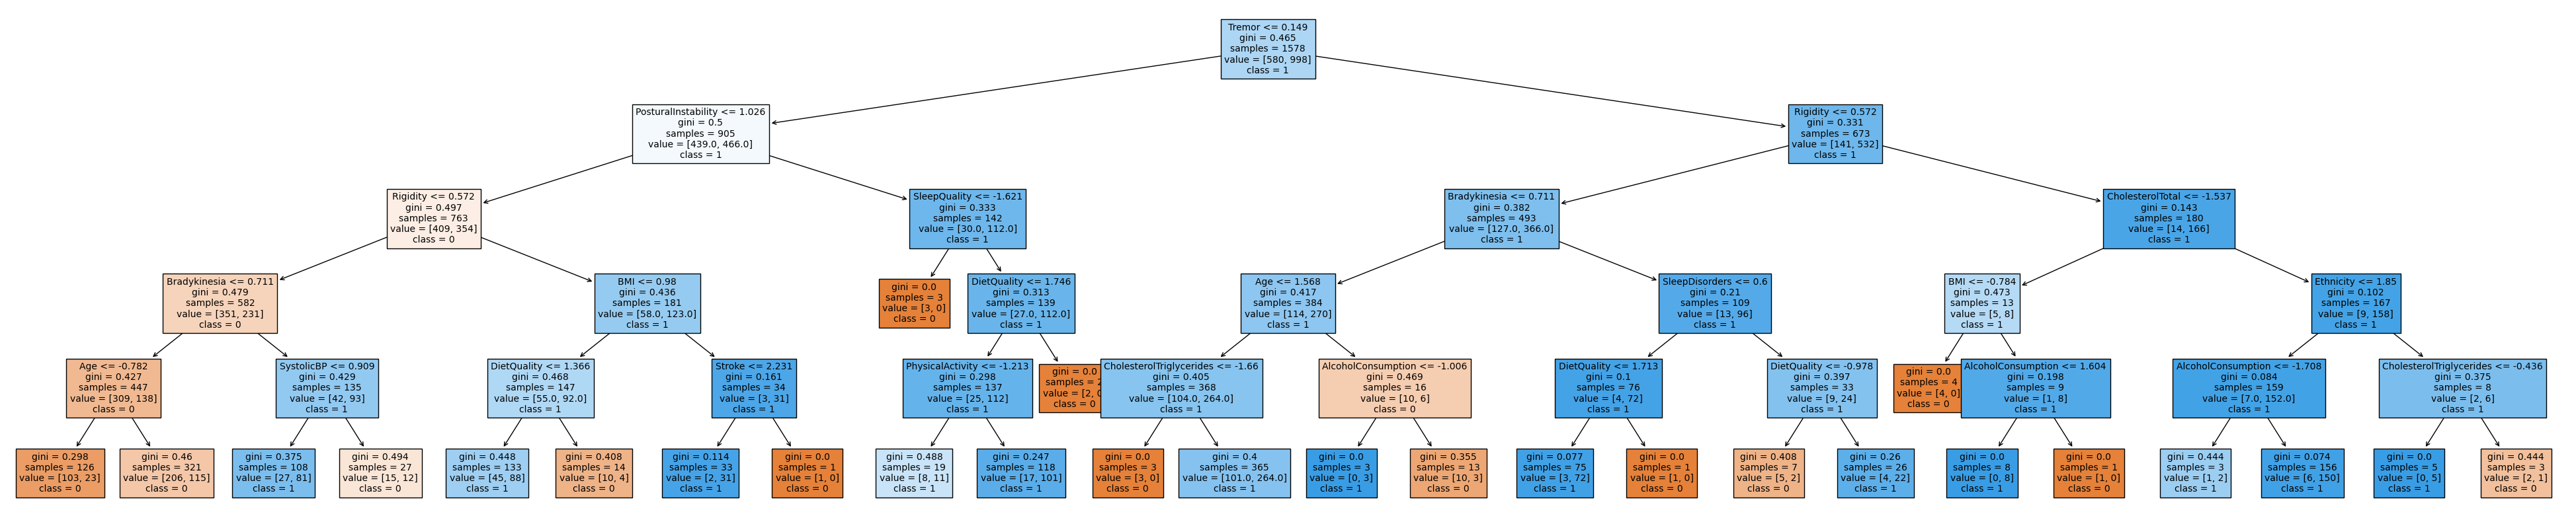 Tremor <= 0.149
gini = 0.465
samples = 1578
value = [580, 998]
class = 1
PosturalInstability <= 1.026
gini = 0.5
samples = 905
value = [439.0, 466.0]
class = 1
Rigidity <= 0.572
gini = 0.331
samples = 673
value = [141, 532]
class = 1
Rigidity <= 0.572
gini = 0.497
samples = 763
value = [409, 354]
class = 0
SleepQuality <= -1.621
gini = 0.333
samples = 142
value = [30.0, 112.0]
class = 1
Bradykinesia <= 0.711
gini = 0.382
samples = 493
value = [127.0, 366.0]
class = 1
CholesterolTotal <= -1.537
gini = 0.143
samples = 180
value = [14, 166]
class = 1
Bradykinesia <= 0.711
gini = 0.479
samples = 582
value = [351, 231]
class = 0
BMI <= 0.98
gini = 0.436
samples = 181
value = [58.0, 123.0]
class = 1
gini = 0.0
samples = 3
value = [3, 0]
class = 0
DietQuality <= 1.746
gini = 0.313
samples = 139
value = [27.0, 112.0]
class = 1
Age <= 1.568
gini = 0.417
samples = 384
value = [114, 270]
class = 1
SleepDisorders <= 0.6
gini = 0.21
samples = 109
value = [13, 96]
class = 1
BMI <= -0.784
gini = 0.473
samples = 13
value = [5, 8]
class = 1
Ethnicity <= 1.85
gini = 0.102
samples = 167
value = [9, 158]
class = 1
Age <= -0.782
gini = 0.427
samples = 447
value = [309, 138]
class = 0
SystolicBP <= 0.909
gini = 0.429
samples = 135
value = [42, 93]
class = 1
DietQuality <= 1.366
gini = 0.468
samples = 147
value = [55.0, 92.0]
class = 1
Stroke <= 2.231
gini = 0.161
samples = 34
value = [3, 31]
class = 1
PhysicalActivity <= -1.213
gini = 0.298
samples = 137
value = [25, 112]
class = 1
gini = 0.0
samples = 2
value = [2, 0
class = 0
CholesterolTriglycerides <= -1.66
gini = 0.405
samples = 368
value = [104.0, 264.0]
class = 1
AlcoholConsumption <= -1.006
gini = 0.469
samples = 16
value = [10, 6]
class = 0
DietQuality <= 1.713
gini = 0.1
samples = 76
value = [4, 72]
class = 1
DietQuality <= -0.978
gini = 0.397
samples = 33
value = [9, 24]
class = 1
gini = 0.0
samples = 4
value = [4, 0]
class = 0
AlcoholConsumption <= 1.604
gini = 0.198
samples = 9
value = [1, 8]
class = 1
AlcoholConsumption <= -1.708
gini = 0.084
samples = 159
value = [7.0, 152.0]
class = 1
CholesterolTriglycerides <= -0.436
gini = 0.375
samples = 8
value = [2, 6]
class = 1
gini = 0.298
samples = 126
value = [103, 23]
class = 0
gini = 0.46
samples = 321
value = [206, 115]
class = 0
gini = 0.375
samples = 108
value = [27, 81]
class = 1
gini = 0.494
samples = 27
value = [15, 12]
class = 0
gini = 0.448
samples = 133
value = [45, 88]
class = 1
gini = 0.408
samples = 14
value = [10, 4]
class = 0
gini = 0.114
samples = 33
value = [2, 31]
class = 1
gini = 0.0
samples = 1
value = [1, 0]
class = 0
gini = 0.488
samples = 19
value = [8, 11]
class = 1
gini = 0.247
samples = 118
value = [17, 101]
class = 1
gini = 0.0
samples = 3
value = [3, 0]
class = 0
gini = 0.4
samples = 365
value = [101.0, 264.0]
class = 1
gini = 0.0
samples = 3
value = [0, 3]
class = 1
gini = 0.355
samples = 13
value = [10, 3]
class = 0
gini = 0.077
samples = 75
value = [3, 72]
class = 1
gini = 0.0
samples = 1
value = [1, 0]
class = 0
gini = 0.408
samples = 7
value = [5, 2]
class = 0
gini = 0.26
samples = 26
value = [4, 22]
class = 1
gini = 0.0
samples = 8
value = [0, 8]
class = 1
gini = 0.0
samples = 1
value = [1, 0]
class = 0
gini = 0.444
samples = 3
value = [1, 2]
class = 1
gini = 0.074
samples = 156
value = [6, 150]
class = 1
gini = 0.0
samples = 5
value = [0, 5]
class = 1
gini = 0.444
samples = 3
value = [2, 1]
class = 0